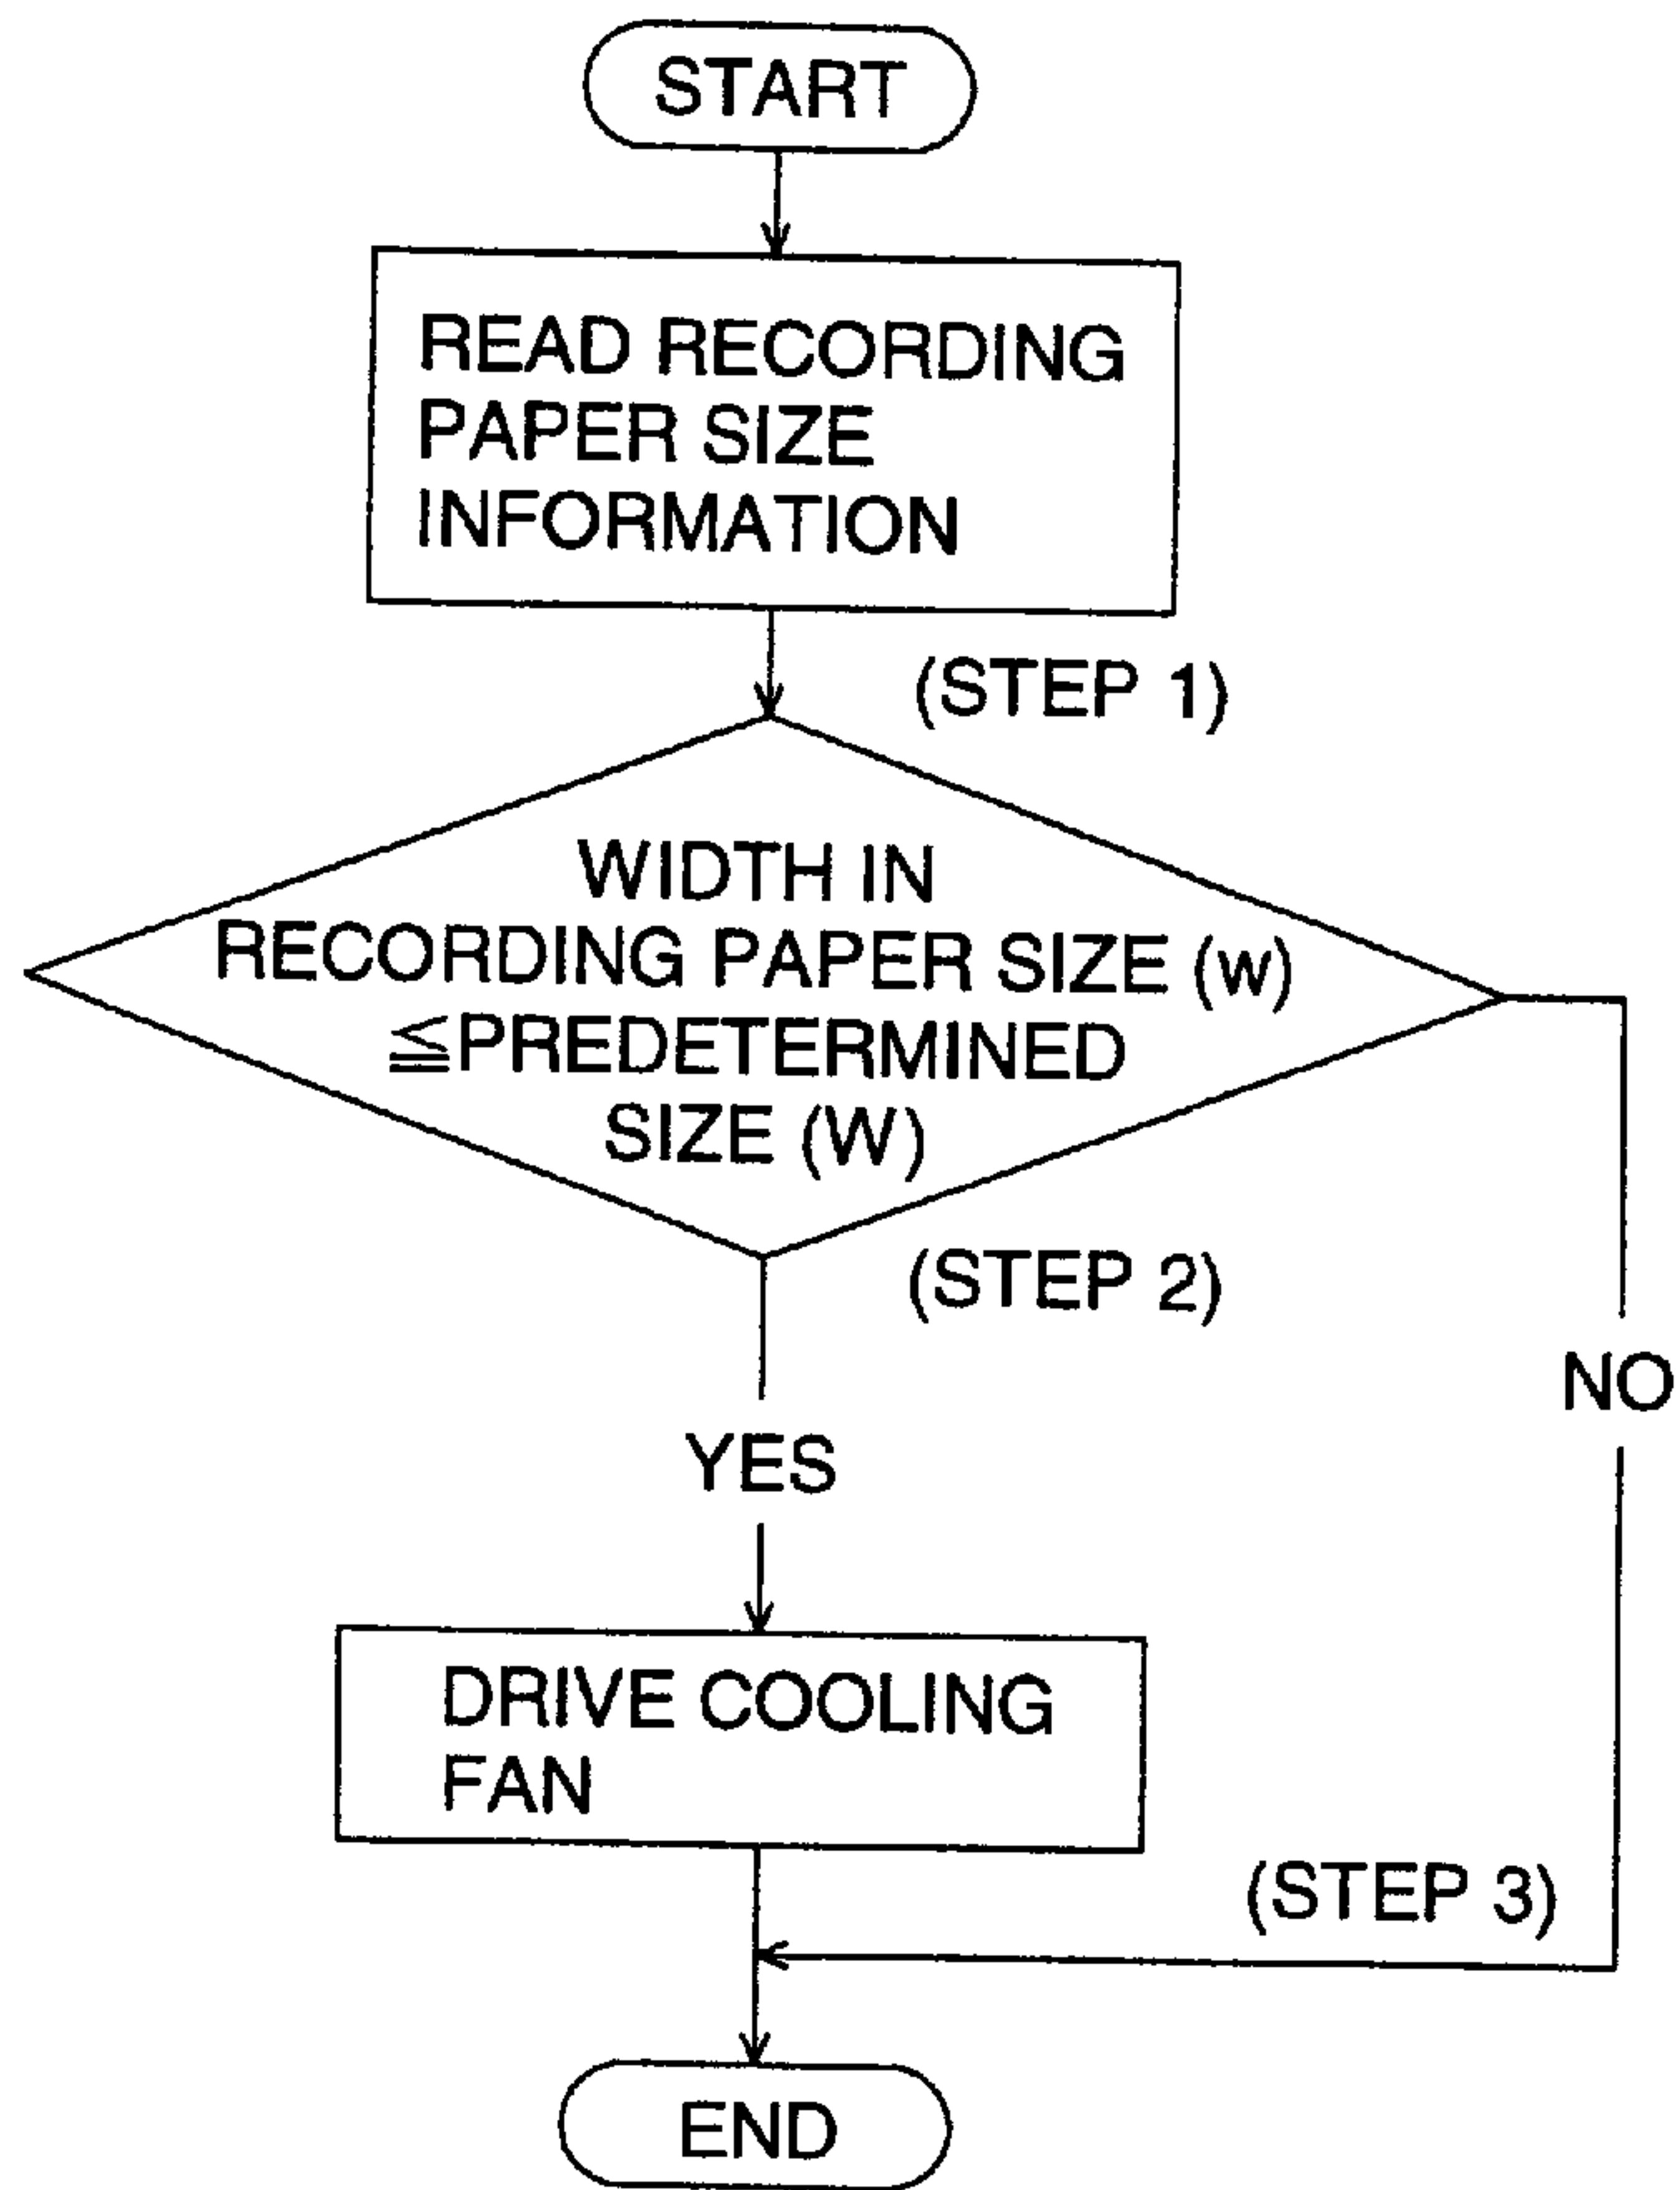 START
READ RECORDING
PAPER SIZE
INFORMATION
(STEP 1)
WIDTH IN
RECORDING PAPER SIZE (w)
≦PREDETERMINED
SIZE (W)
(STEP 2)
NO
YES
DRIVE COOLING
FAN
(STEP 3)
END